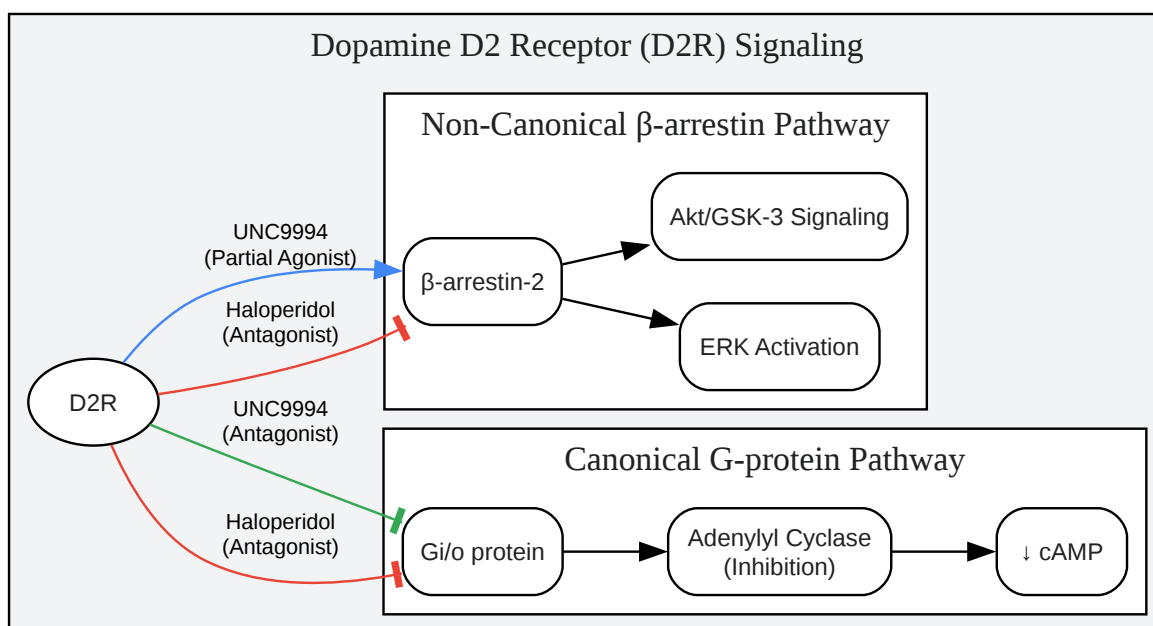 Dopamine D2 Receptor (D2R) Signaling
Non-Canonical β-arrestin Pathway
Akt/GSK-3 Signaling
UNC9994
(Partial Agonist)
β-arrestin-2
Haloperidol
(Antagonist)
ERK Activation
D2R
UNC9994
(Antagonist)
Canonical G-protein Pathway
Haloperidol
(Antagonist)
Gi/o protein
Adenylyl Cyclase
(Inhibition)
↓ cAMP